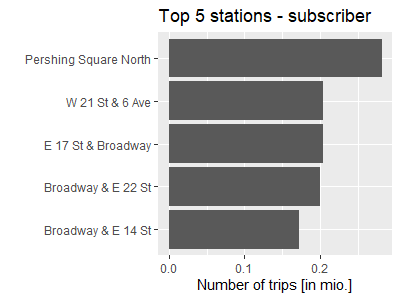 Top 5 stations - subscriber
Pershing Square North
W 21 St & 6 Ave
E 17 St & Broadway
Broadway & E 22 St
Broadway & E 14 St
0.0 0.1 0.2
Number of trips [in mio.]